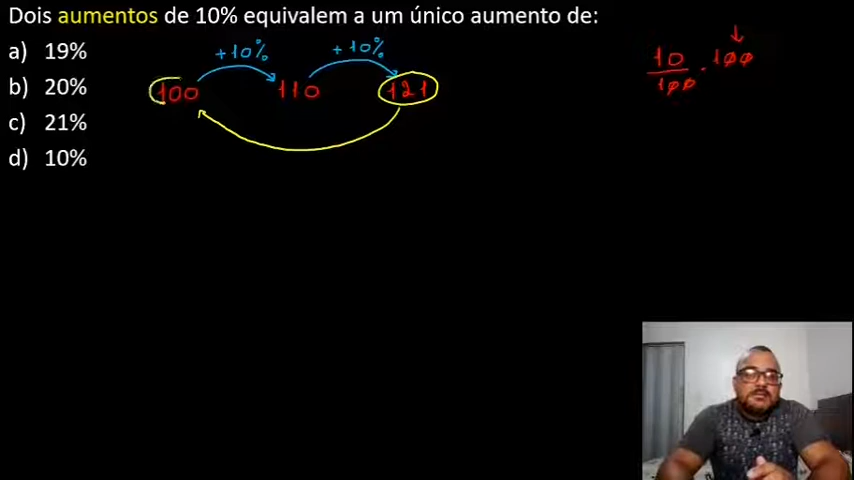 Dois aumentos de 10% equivalem a um único aumento de:
a) 19%
b) 20%
c) 21%
d) 10%
+10% +10%
100 110 121
10/100 . 100